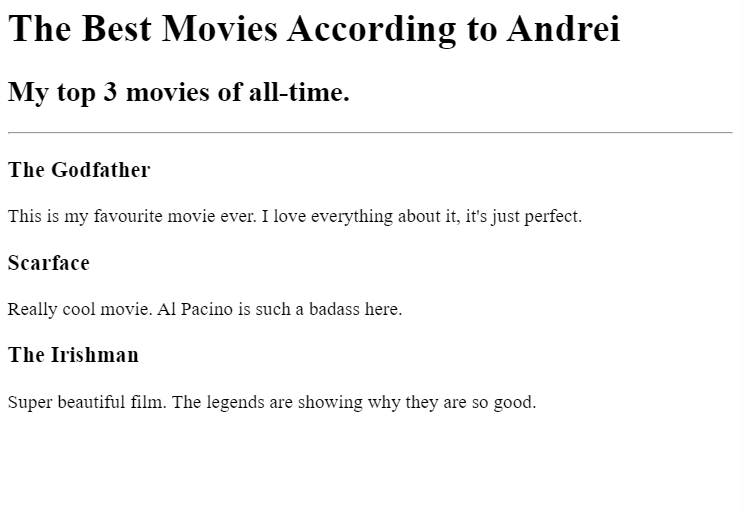 The Best Movies According to Andrei
My top 3 movies of all-time.
The Godfather
This is my favourite movie ever. I love everything about it, it's just perfect.
Scarface
Really cool movie. Al Pacino is such a badass here.
The Irishman
Super beautiful film. The legends are showing why they are so good.